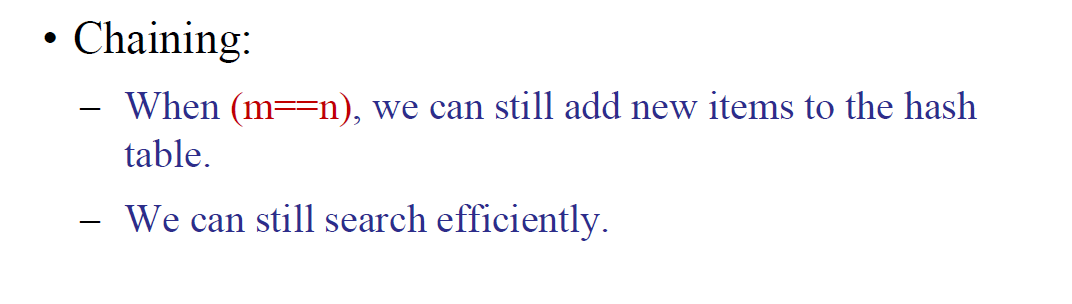 • Chaining:
– When (m==n), we can still add new items to the hash
table.
– We can still search efficiently.